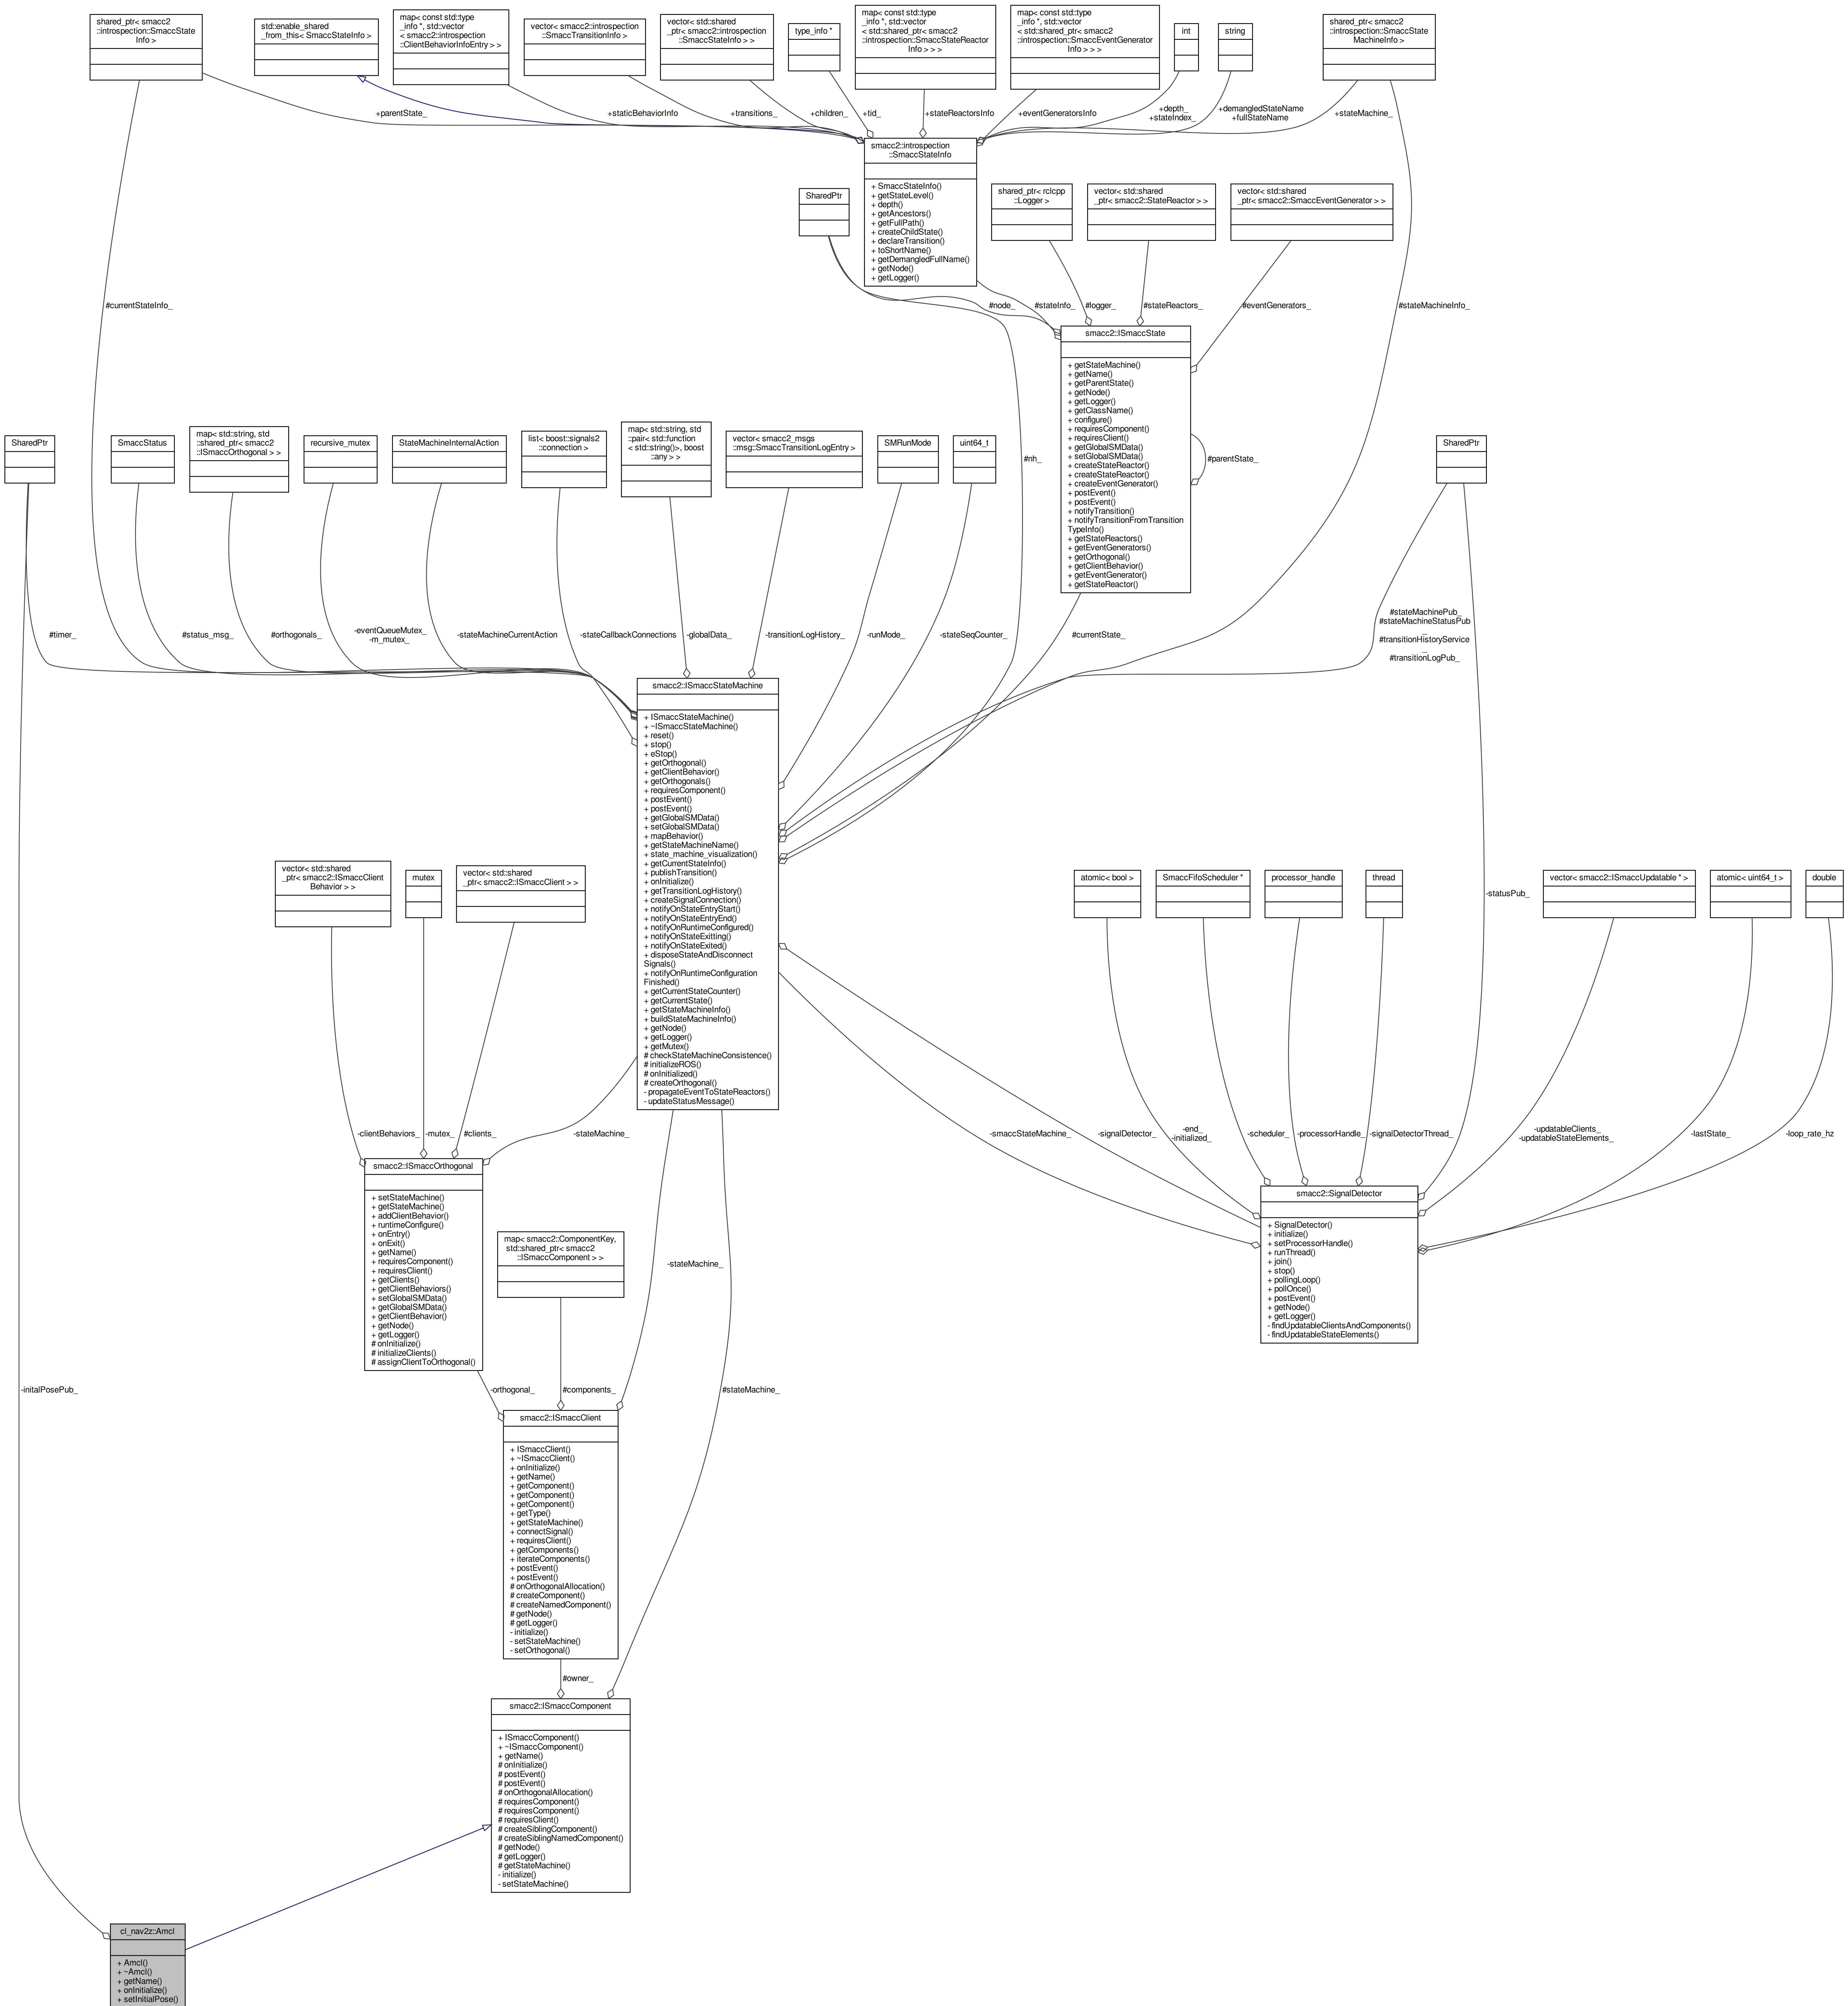 shared_ptr< smacc2
::introspection::SmaccState
Info >
std::enable_shared
_from_this< SmaccStateInfo >
map< const std::type
_info *, std::vector
< smacc2::introspection
::ClientBehaviorInfoEntry > >
vector< smacc2::introspection
::SmaccTransitionInfo >
vector< std::shared
_ptr< smacc2::introspection
::SmaccStateInfo > >
type_info *
map< const std::type
_info *, std::vector
< std::shared_ptr< smacc2
::introspection::SmaccStateReactor
Info > > >
map< const std::type
_info *, std::vector
< std::shared_ptr< smacc2
::introspection::SmaccEventGenerator
Info > > >
int
string
shared_ptr< smacc2
::introspection::SmaccState
MachineInfo >
+parentState_
+staticBehaviorInfo
+transitions_
+children_
+tid_
+stateReactorsInfo
+eventGeneratorsInfo
+depth_
+stateIndex_
+demangledStateName
+fullStateName
+stateMachine_
smacc2::introspection
::SmaccStateInfo
+ SmaccStateInfo()
+ getStateLevel()
+ depth()
+ getAncestors()
+ getFullPath()
+ createChildState()
+ declareTransition()
+ toShortName()
+ getDemangledFullName()
+ getNode()
+ getLogger()
SharedPtr
shared_ptr< rclcpp
::Logger >
vector< std::shared
_ptr< smacc2::StateReactor > >
vector< std::shared
_ptr< smacc2::SmaccEventGenerator > >
#currentStateInfo_
#node_
#stateInfo_
#logger_
#stateReactors_
#eventGenerators_
#stateMachineInfo_
smacc2::ISmaccState
+ getStateMachine()
+ getName()
+ getParentState()
+ getNode()
+ getLogger()
+ getClassName()
+ configure()
+ requiresComponent()
+ requiresClient()
+ getGlobalSMData()
+ setGlobalSMData()
+ createStateReactor()
+ createStateReactor()
+ createEventGenerator()
+ postEvent()
+ postEvent()
+ notifyTransition()
+ notifyTransitionFromTransition
TypeInfo()
+ getStateReactors()
+ getEventGenerators()
+ getOrthogonal()
+ getClientBehavior()
+ getEventGenerator()
+ getStateReactor()
#parentState_
SharedPtr
SmaccStatus
map< std::string, std
::shared_ptr< smacc2
::ISmaccOrthogonal > >
recursive_mutex
StateMachineInternalAction
list< boost::signals2
::connection >
map< std::string, std
::pair< std::function
< std::string()>, boost
::any > >
vector< smacc2_msgs
::msg::SmaccTransitionLogEntry >
SMRunMode
uint64_t
#nh_
SharedPtr
#timer_
#status_msg_
#orthogonals_
-eventQueueMutex_
-m_mutex_
-stateMachineCurrentAction
-stateCallbackConnections
-globalData_
-transitionLogHistory_
-runMode_
-stateSeqCounter_
#currentState_
#stateMachinePub_
#stateMachineStatusPub
_
#transitionHistoryService
_
#transitionLogPub_
smacc2::ISmaccStateMachine
+ ISmaccStateMachine()
+ ~ISmaccStateMachine()
+ reset()
+ stop()
+ eStop()
+ getOrthogonal()
+ getClientBehavior()
+ getOrthogonals()
+ requiresComponent()
+ postEvent()
+ postEvent()
+ getGlobalSMData()
+ setGlobalSMData()
+ mapBehavior()
+ getStateMachineName()
+ state_machine_visualization()
+ getCurrentStateInfo()
+ publishTransition()
+ onInitialize()
+ getTransitionLogHistory()
+ createSignalConnection()
+ notifyOnStateEntryStart()
+ notifyOnStateEntryEnd()
+ notifyOnRuntimeConfigured()
+ notifyOnStateExitting()
+ notifyOnStateExited()
+ disposeStateAndDisconnect
Signals()
+ notifyOnRuntimeConfiguration
Finished()
+ getCurrentStateCounter()
+ getCurrentState()
+ getStateMachineInfo()
+ buildStateMachineInfo()
+ getNode()
+ getLogger()
+ getMutex()
# checkStateMachineConsistence()
# initializeROS()
# onInitialized()
# createOrthogonal()
- propagateEventToStateReactors()
- updateStatusMessage()
vector< std::shared
_ptr< smacc2::ISmaccClient
Behavior > >
mutex
vector< std::shared
_ptr< smacc2::ISmaccClient > >
atomic< bool >
SmaccFifoScheduler *
processor_handle
thread
-statusPub_
vector< smacc2::ISmaccUpdatable * >
atomic< uint64_t >
double
-clientBehaviors_
-mutex_
#clients_
-stateMachine_
-smaccStateMachine_
-signalDetector_
-end_
-initialized_
-scheduler_
-processorHandle_
-signalDetectorThread_
-updatableClients_
-updatableStateElements_
-lastState_
-loop_rate_hz
smacc2::ISmaccOrthogonal
+ setStateMachine()
+ getStateMachine()
+ addClientBehavior()
+ runtimeConfigure()
+ onEntry()
+ onExit()
+ getName()
+ requiresComponent()
+ requiresClient()
+ getClients()
+ getClientBehaviors()
+ setGlobalSMData()
+ getGlobalSMData()
+ getClientBehavior()
+ getNode()
+ getLogger()
# onInitialize()
# initializeClients()
# assignClientToOrthogonal()
smacc2::SignalDetector
+ SignalDetector()
+ initialize()
+ setProcessorHandle()
+ runThread()
+ join()
+ stop()
+ pollingLoop()
+ pollOnce()
+ postEvent()
+ getNode()
+ getLogger()
- findUpdatableClientsAndComponents()
- findUpdatableStateElements()
map< smacc2::ComponentKey,
std::shared_ptr< smacc2
::ISmaccComponent > >
-stateMachine_
-initalPosePub_
-orthogonal_
#components_
#stateMachine_
smacc2::ISmaccClient
+ ISmaccClient()
+ ~ISmaccClient()
+ onInitialize()
+ getName()
+ getComponent()
+ getComponent()
+ getComponent()
+ getType()
+ getStateMachine()
+ connectSignal()
+ requiresClient()
+ getComponents()
+ iterateComponents()
+ postEvent()
+ postEvent()
# onOrthogonalAllocation()
# createComponent()
# createNamedComponent()
# getNode()
# getLogger()
- initialize()
- setStateMachine()
- setOrthogonal()
#owner_
smacc2::ISmaccComponent
+ ISmaccComponent()
+ ~ISmaccComponent()
+ getName()
# onInitialize()
# postEvent()
# postEvent()
# onOrthogonalAllocation()
# requiresComponent()
# requiresComponent()
# requiresClient()
# createSiblingComponent()
# createSiblingNamedComponent()
# getNode()
# getLogger()
# getStateMachine()
- initialize()
- setStateMachine()
cl_nav2z::Amcl
+ Amcl()
+ ~Amcl()
+ getName()
+ onInitialize()
+ setInitialPose()